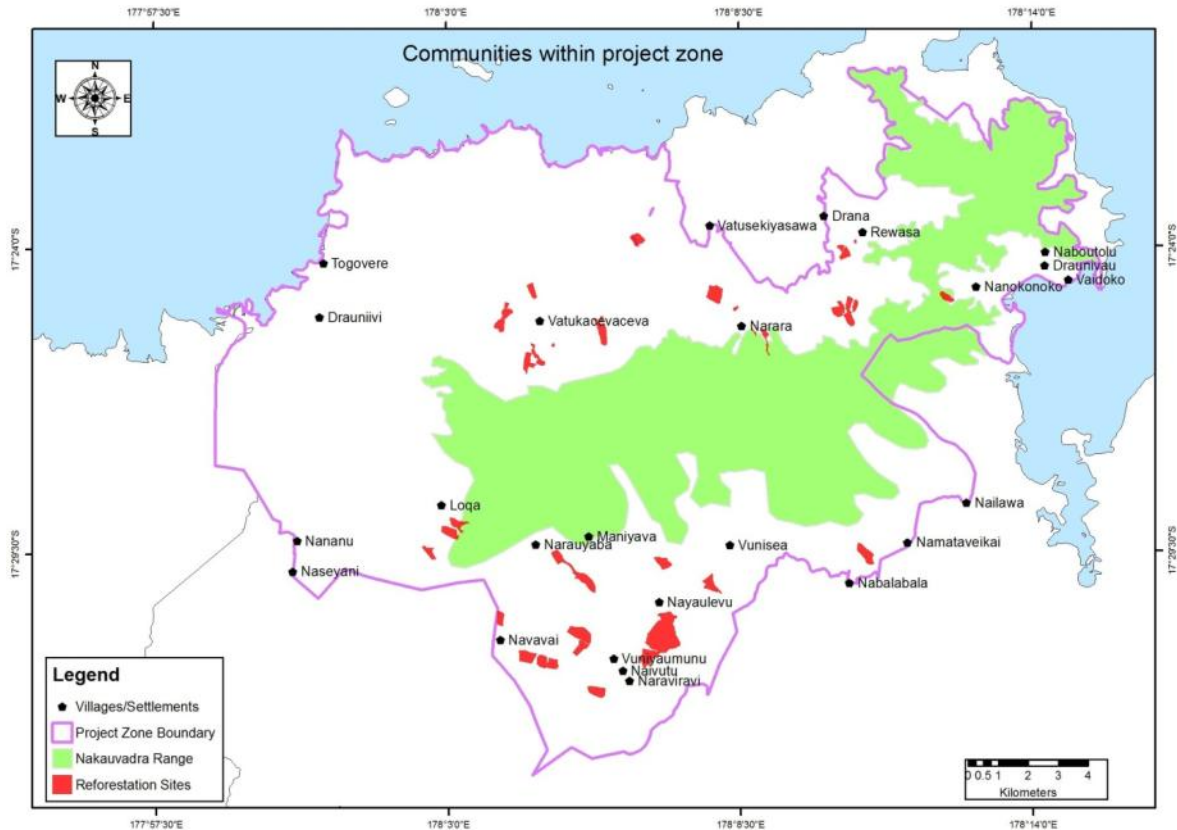 177°57'30"E 178°3'0"E 178°8'30"E 178°14'0"E
Communities within project zone
N
W E
S
Drana
Vatusekiyasawa
Rewasa
17°24'0"S 17°24'0"S
Naboutolu
Togovere
Draunivau
Vaidoko
Nanokonoko
Drauniivi
Vatukacevaceva
Narara
Loqa
Nailawa
Maniyava
Nananu
Narauyaba
Vunisea
Namataveikai
17°29'30"S 17°29'30"S
Naseyani
Nabalabala
Nayaulevu
Navavai
Vuniyaumunu
Naivutu
Naraviravi
Legend
Villages/Settlements
Project Zone Boundary
Nakauvadra Range
Reforestation Sites
0 0.5 1 2 3 4
Kilometers
177°57'30"E 178°3'0"E 178°8'30"E 178°14'0"E